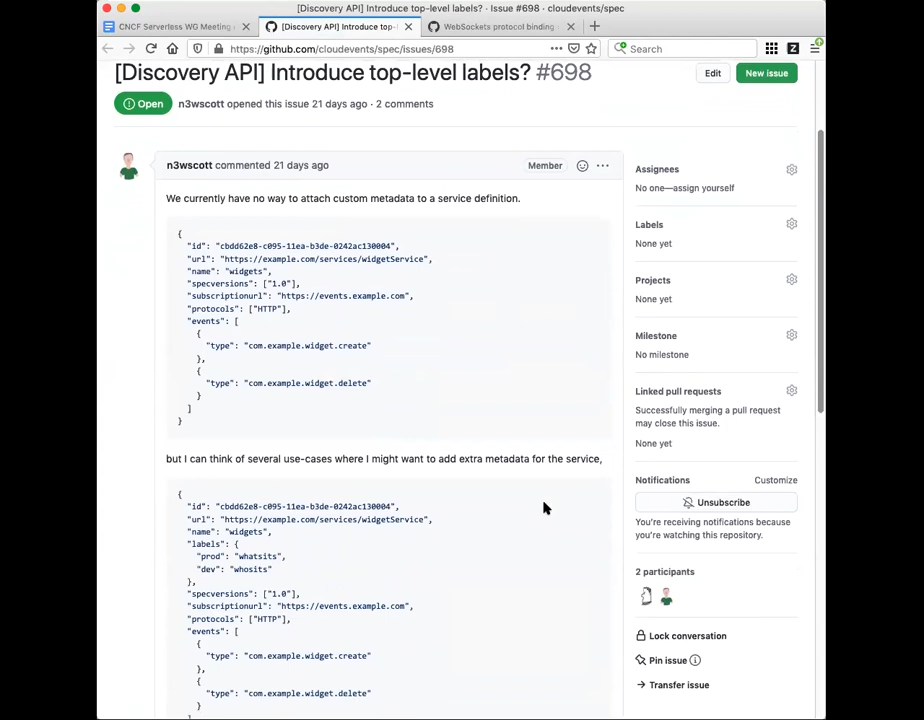 [Discovery API] Introduce top-level labels? · Issue #698 · cloudevents/spec
CNCF Serverless WG Meeting
[Discovery API] Introduce top-
WebSockets protocol binding
https://github.com/cloudevents/spec/issues/698
Search
[Discovery API] Introduce top-level labels? #698
Edit
New issue
Open
n3wscott opened this issue 21 days ago · 2 comments
n3wscott commented 21 days ago
Member
We currently have no way to attach custom metadata to a service definition.
{
"id": "cbdd62e8-c095-11ea-b3de-0242ac130004",
"url": "https://example.com/services/widgetService",
"name": "widgets",
"specversions": ["1.0"],
"subscriptionurl": "https://events.example.com",
"protocols": ["HTTP"],
"events": [
{
"type": "com.example.widget.create"
},
{
"type": "com.example.widget.delete"
}
]
}
but I can think of several use-cases where I might want to add extra metadata for the service,
{
"id": "cbdd62e8-c095-11ea-b3de-0242ac130004",
"url": "https://example.com/services/widgetService",
"name": "widgets",
"labels": {
"prod": "whatsits",
"dev": "whosits"
},
"specversions": ["1.0"],
"subscriptionurl": "https://events.example.com",
"protocols": ["HTTP"],
"events": [
{
"type": "com.example.widget.create"
},
{
"type": "com.example.widget.delete"
}
Assignees
No one—assign yourself
Labels
None yet
Projects
None yet
Milestone
No milestone
Linked pull requests
Successfully merging a pull request
may close this issue.
None yet
Notifications
Customize
Unsubscribe
You're receiving notifications because
you're watching this repository.
2 participants
Lock conversation
Pin issue
Transfer issue